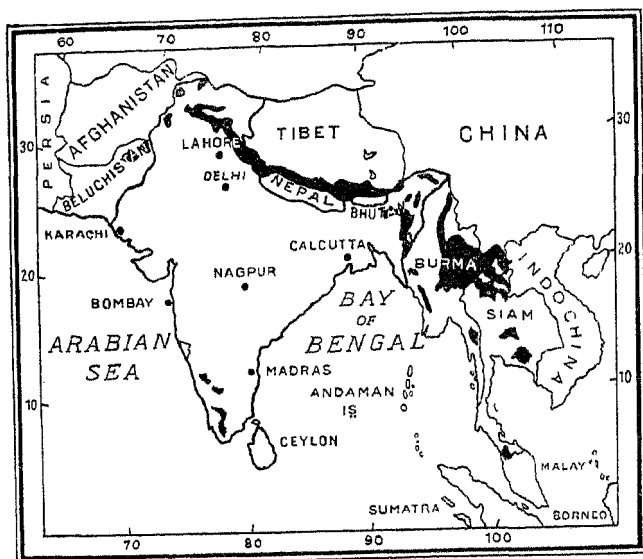 60 70 80 90 100 110
PERSIA
AFGHANISTAN
BELUCHISTAN
TIBET
CHINA
30
30
LAHORE
DELHI
NEPAL
BHUTAN
KARACHI
CALCUTTA
BURMA
INDOCHINA
20
20
NAGPUR
BOMBAY
BAY
OF
BENGAL
SIAM
ARABIAN
SEA
MADRAS
ANDAMAN
IS
10
10
CEYLON
MALAY
SUMATRA
BORNEO
70 80 90 100